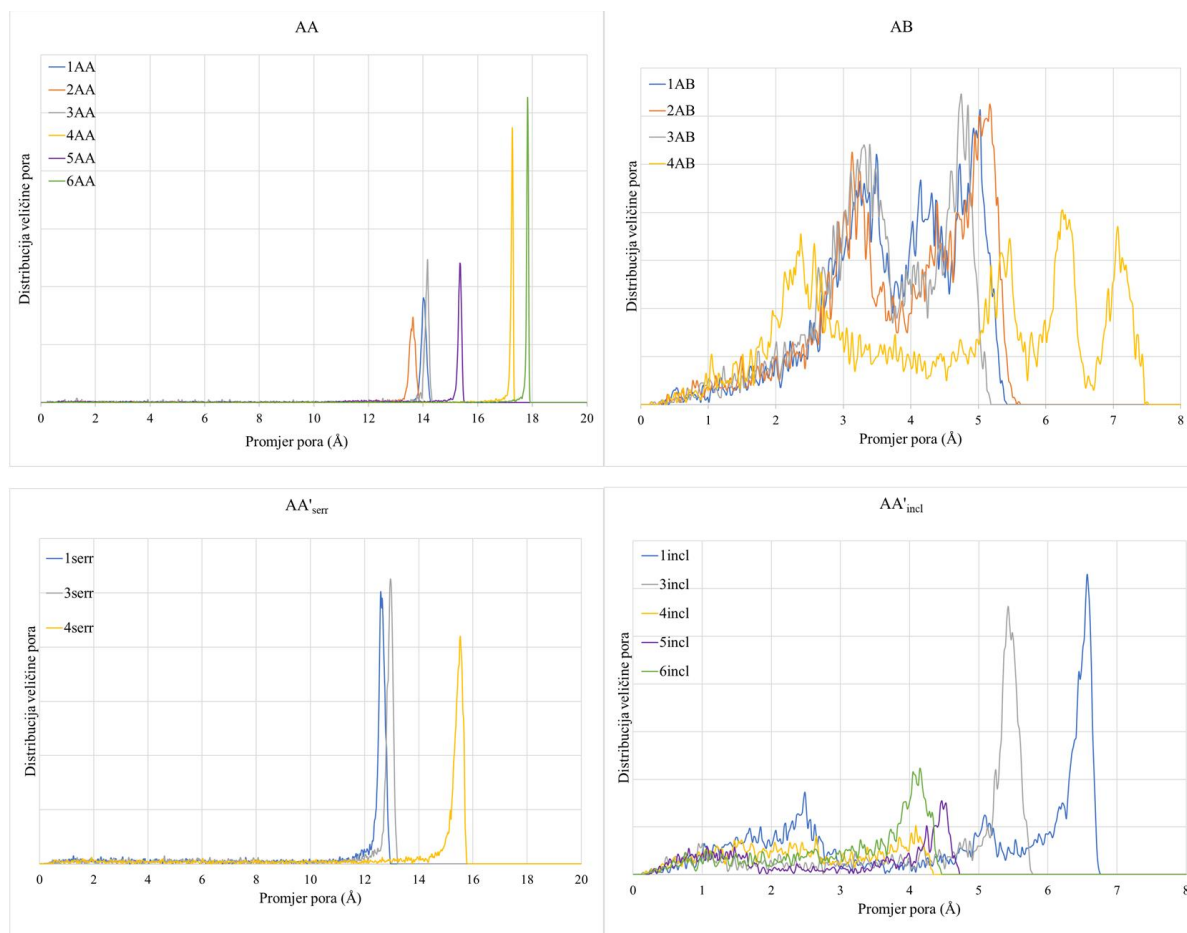 AA
1AA
2AA
3AA
4AA
5AA
6AA
Distribucija veličine pora
0 2 4 6 8 10 12 14 16 18 20
Promjer pora (Å)
AB
1AB
2AB
3AB
4AB
Distribucija veličine pora
0 1 2 3 4 5 6 7 8
Promjer pora (Å)
AA'serr
1serr
3serr
4serr
Distribucija veličine pora
0 2 4 6 8 10 12 14 16 18 20
Promjer pora (Å)
AA'incl
1incl
3incl
4incl
5incl
6incl
Distribucija veličine pora
0 1 2 3 4 5 6 7 8
Promjer pora (Å)